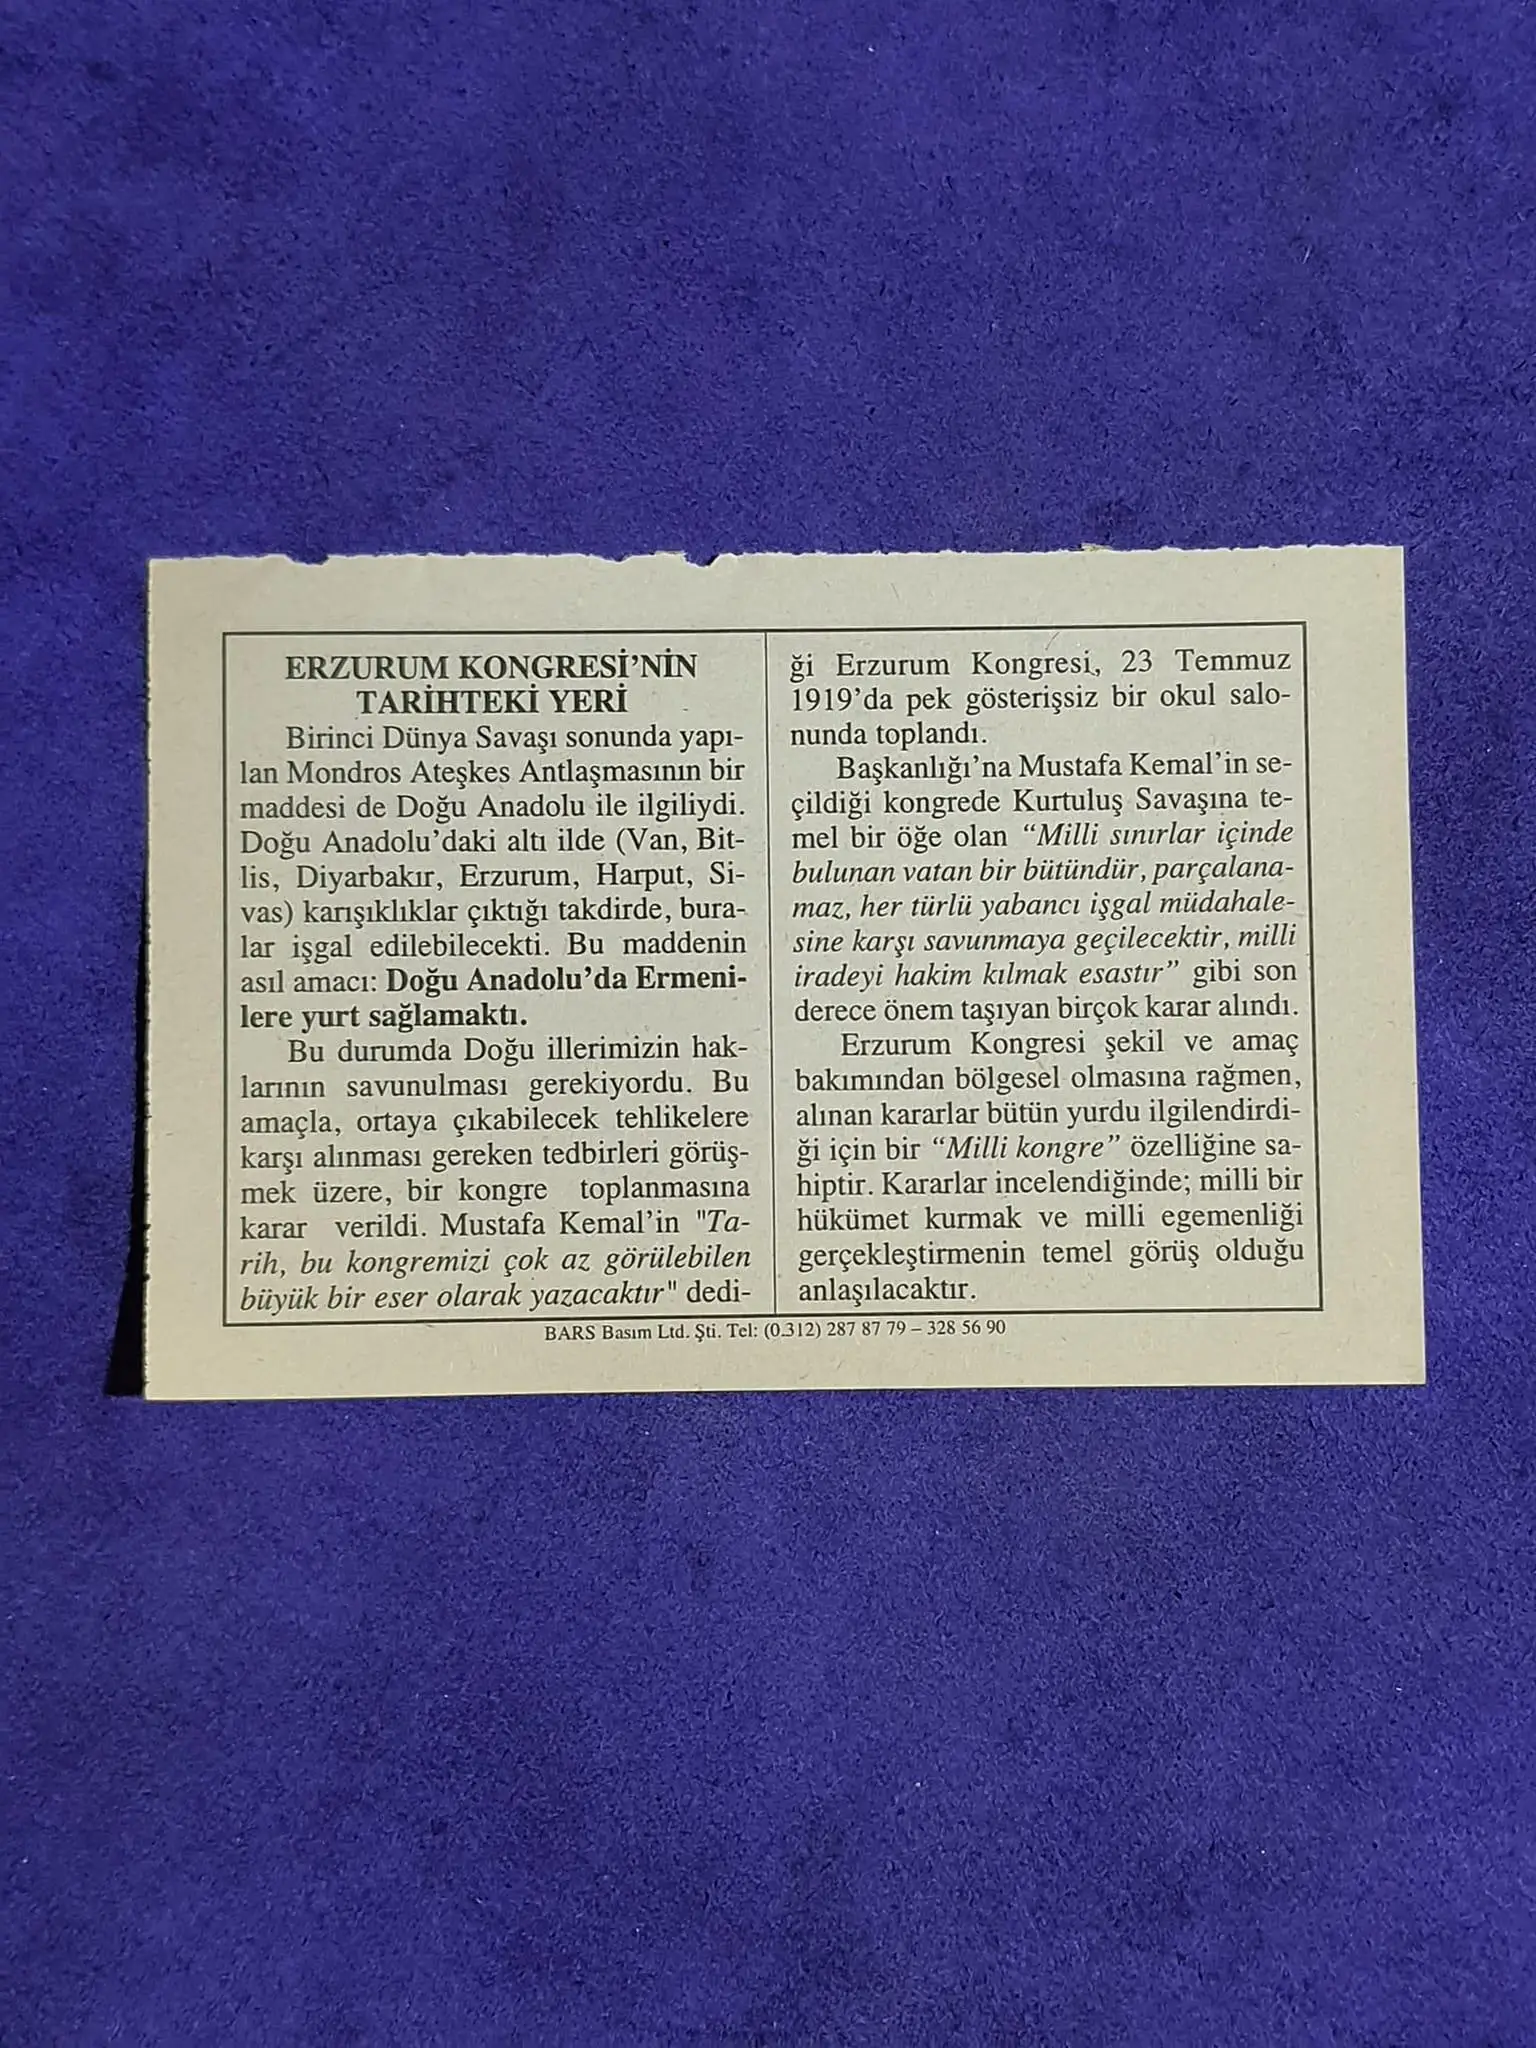 ERZURUM KONGRESİ’NİN
TARİHTEKİ YERİ
Birinci Dünya Savaşı sonunda yapı-
lan Mondros Ateşkes Antlaşmasının bir
maddesi de Doğu Anadolu ile ilgiliydi.
Doğu Anadolu’daki altı ilde (Van, Bit-
lis, Diyarbakır, Erzurum, Harput, Si-
vas) karışıklıklar çıktığı takdirde, bura-
lar işgal edilebilecekti. Bu maddenin
asıl amacı: Doğu Anadolu’da Ermeni-
lere yurt sağlamaktı.
Bu durumda Doğu illerimizin hak-
larının savunulması gerekiyordu. Bu
amaçla, ortaya çıkabilecek tehlikelere
karşı alınması gereken tedbirleri görüş-
mek üzere, bir kongre toplanmasına
karar verildi. Mustafa Kemal’in "Ta-
rih, bu kongremizi çok az görülebilen
büyük bir eser olarak yazacaktır" dedi-
ği Erzurum Kongresi, 23 Temmuz
1919’da pek gösterişsiz bir okul salo-
nunda toplandı.
Başkanlığı’na Mustafa Kemal’in se-
çildiği kongrede Kurtuluş Savaşına te-
mel bir öğe olan “Milli sınırlar içinde
bulunan vatan bir bütündür, parçalana-
maz, her türlü yabancı işgal müdahale-
sine karşı savunmaya geçilecektir, milli
iradeyi hakim kılmak esastır” gibi son
derece önem taşıyan birçok karar alındı.
Erzurum Kongresi şekil ve amaç
bakımından bölgesel olmasına rağmen,
alınan kararlar bütün yurdu ilgilendirdi-
ği için bir “Milli kongre” özelliğine sa-
hiptir. Kararlar incelendiğinde; milli bir
hükümet kurmak ve milli egemenliği
gerçekleştirmenin temel görüş olduğu
anlaşılacaktır.
BARS Basım Ltd. Şti. Tel: (0.312) 287 87 79 – 328 56 90